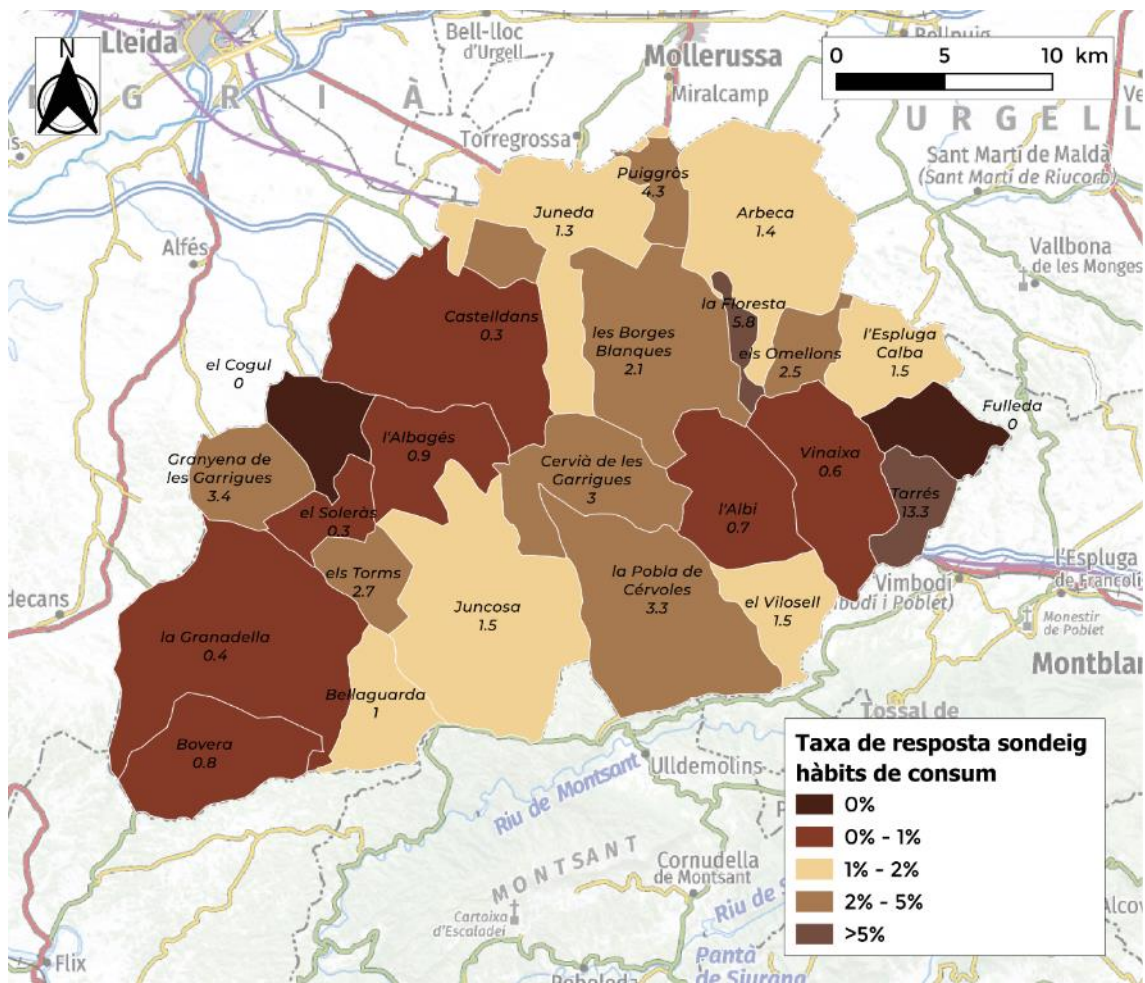 N
Lleida
Bell-lloc
d'Urgell
Mollerussa
Miralcamp
0 5 10 km
G R I À
U R G E L L
Torregrossa
Sant Martí de Maldà
(Sant Martí de Riucorb)
Puiggròs
4.3
Juneda
1.3
Arbeca
1.4
Alfés
Vallbona
de les Monges
Castelldans
0.3
la Floresta
5.8
les Borges
Blanques
2.1
els Omellons
2.5
l'Espluga
Calba
1.5
el Cogul
0
Fulleda
0
l'Albagés
0.9
Granyena de
les Garrigues
3.4
Cervià de les
Garrigues
3
Vinaixa
0.6
el Soleràs
0.3
l'Albi
0.7
Tarrés
13.3
els Torms
2.7
la Pobla de
Cérvoles
3.3
l'Espluga
de Francolí
Vimbodí
(Vimbodí i Poblet)
decans
Juncosa
1.5
el Vilosell
1.5
Monestir
de Poblet
la Granadella
0.4
Montblan
Bellaguarda
1
Tossal de
Bovera
0.8
Ulldemolins
Riu de Montsant
MONTSANT
Cornudella
de Montsant
Cartoixa
d'Escaladei
Riu de S
Alcov
Pantà
de Siurana
Flix
Taxa de resposta sondeig
hàbits de consum
0%
0% - 1%
1% - 2%
2% - 5%
>5%